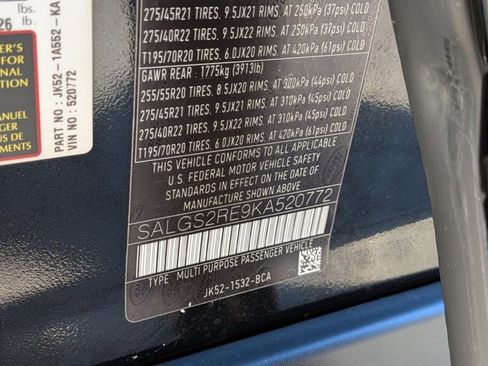 lbs.
26
lb.
PART NO : JK52-1A552-KA
VIN NO : 520772
MANUEL
275/45R21 TIRES. 9.5JX21 RIMS. AT 250kPa (37psi) COLD
275/40R22 TIRES. 9.5JX22 RIMS. AT 250kPa (37psi) COLD
T195/70R20 TIRES. 6.0JX20 RIMS. AT 420kPa (61psi) COLD
GAWR REAR : 1775kg (3913lb)
255/55R20 TIRES. 8.5JX20 RIMS. AT 300kPa (44psi) COLD
275/45R21 TIRES. 9.5JX21 RIMS. AT 310kPa (45psi) COLD
275/40R22 TIRES. 9.5JX22 RIMS. AT 310kPa (45psi) COLD
T195/70R20 TIRES. 6.0JX20 RIMS. AT 420kPa (61psi) COLD
THIS VEHICLE CONFORMS TO ALL APPLICABLE
U.S. FEDERAL MOTOR VEHICLE SAFETY
STANDARDS IN EFFECT ON THE DATE OF
MANUFACTURE SHOWN ABOVE
SALGS2RE9KA520772
TYPE : MULTI PURPOSE PASSENGER VEHICLE
JK52-1532-BCA